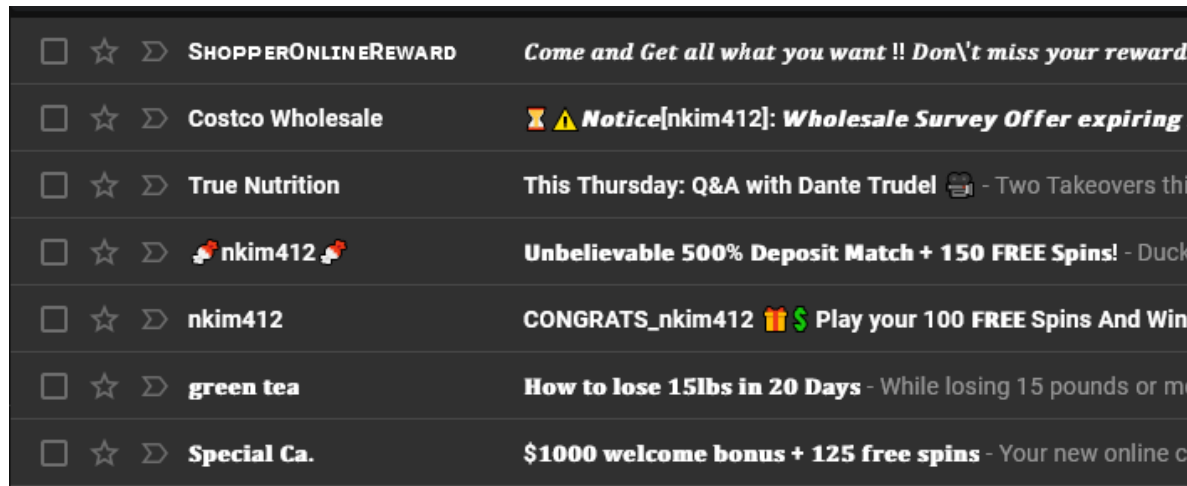 SHOPPERONLINEREWARD Come and Get all what you want !! Don\'t miss your reward
Costco Wholesale ⏳⚠Notice[nkim412]: Wholesale Survey Offer expiring
True Nutrition This Thursday: Q&A with Dante Trudel 🎥 - Two Takeovers thi
nkim412 Unbelievable 500% Deposit Match + 150 FREE Spins! - Duck
nkim412 CONGRATS_nkim412 🎁💲 Play your 100 FREE Spins And Win
green tea How to lose 15lbs in 20 Days - While losing 15 pounds or mo
Special Ca. $1000 welcome bonus + 125 free spins - Your new online c